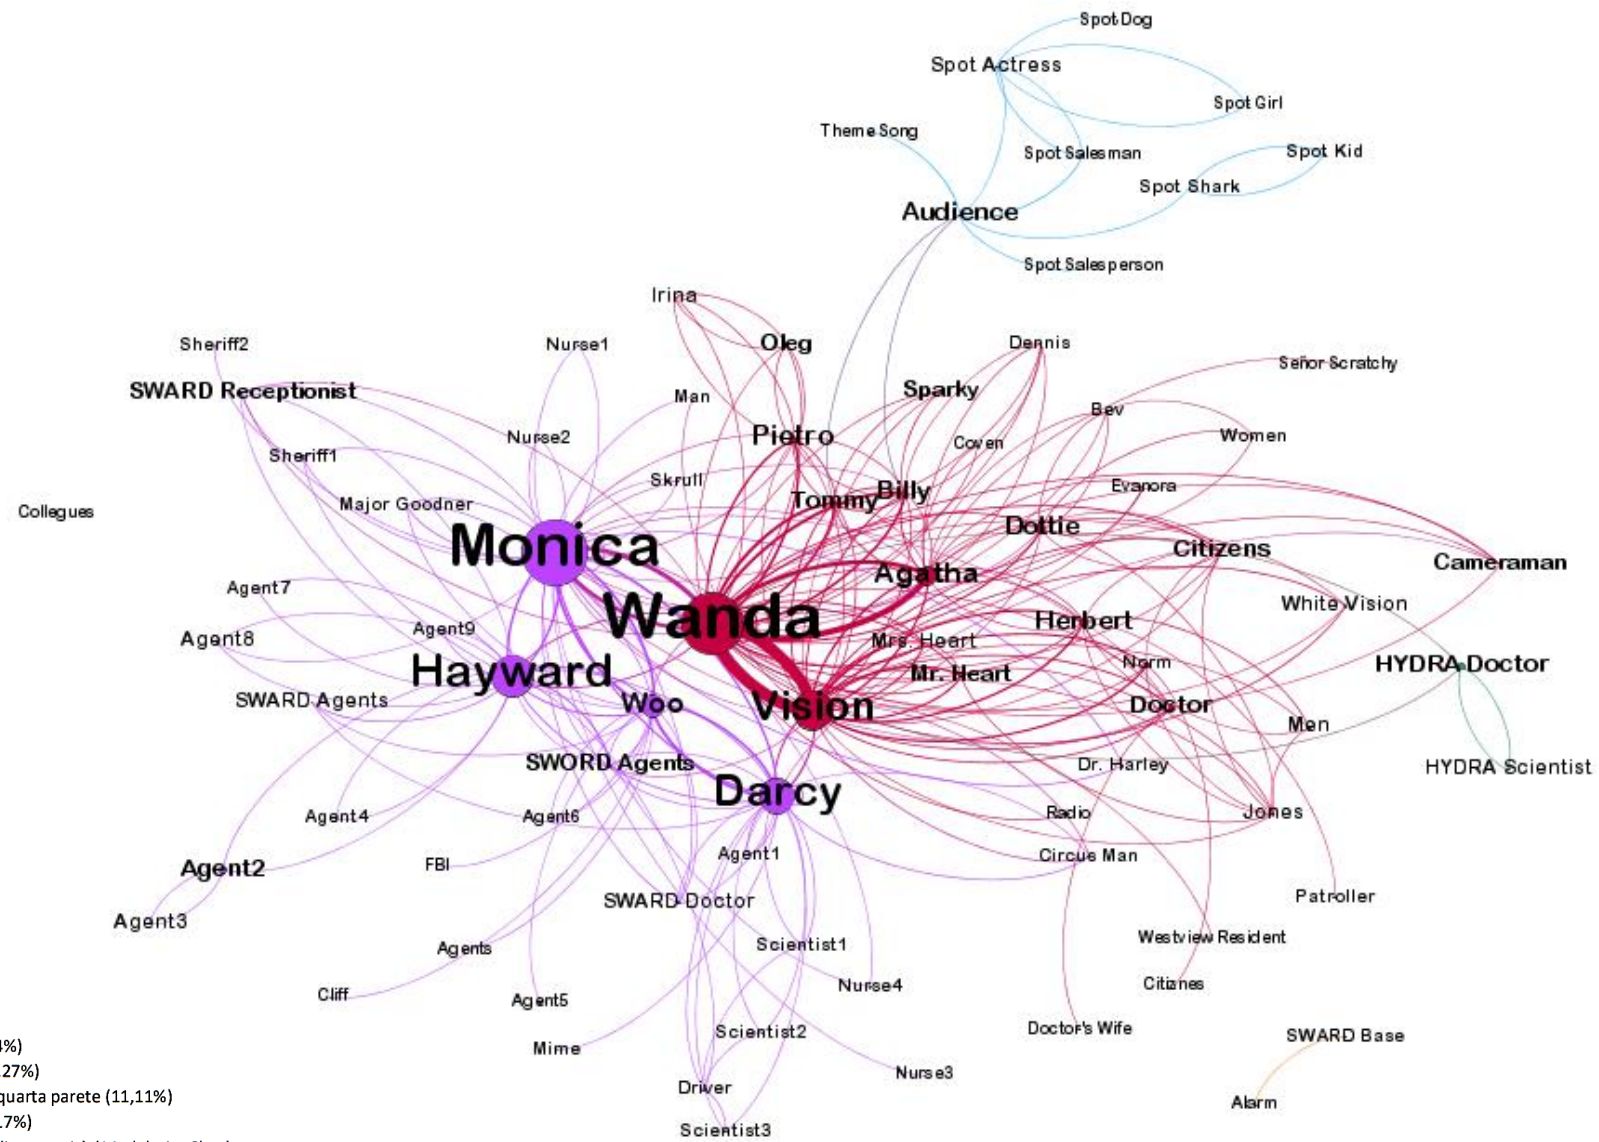 Spot Dog
Spot Actress
Spot Girl
Theme Song
Spot Salesman
Spot Kid
Spot Shark
Audience
Spot Salesperson
Irina
Sheriff2
Nurse1
Oleg
Dennis
Señor Scratchy
SWARD Receptionist
Man
Sparky
Bev
Nurse2
Pietro
Coven
Women
Sheriff1
Skrull
Evanora
Major Goodner
Tommy
Billy
Collegues
Dottie
Monica
Citizens
Cameraman
Agatha
Agent7
White Vision
Wanda
Herbert
Agent9
Agent8
Mrs. Heart
Norm
HYDRA Doctor
Hayward
Mr. Heart
SWARD Agents
Woo
Vision
Doctor
Men
SWORD Agents
Dr. Harley
HYDRA Scientist
Darcy
Agent4
Agent6
Radio
Jones
Agent1
Circus Man
FBI
Agent2
SWARD Doctor
Patroller
Agent3
Scientist1
Westview Resident
Agents
Nurse4
Citiznes
Cliff
Agent5
Scientist2
Doctor's Wife
SWARD Base
Mime
4%)
27%)
Nurse3
Driver
quarta parete (11,11%)
Alarm
17%)
Scientist3